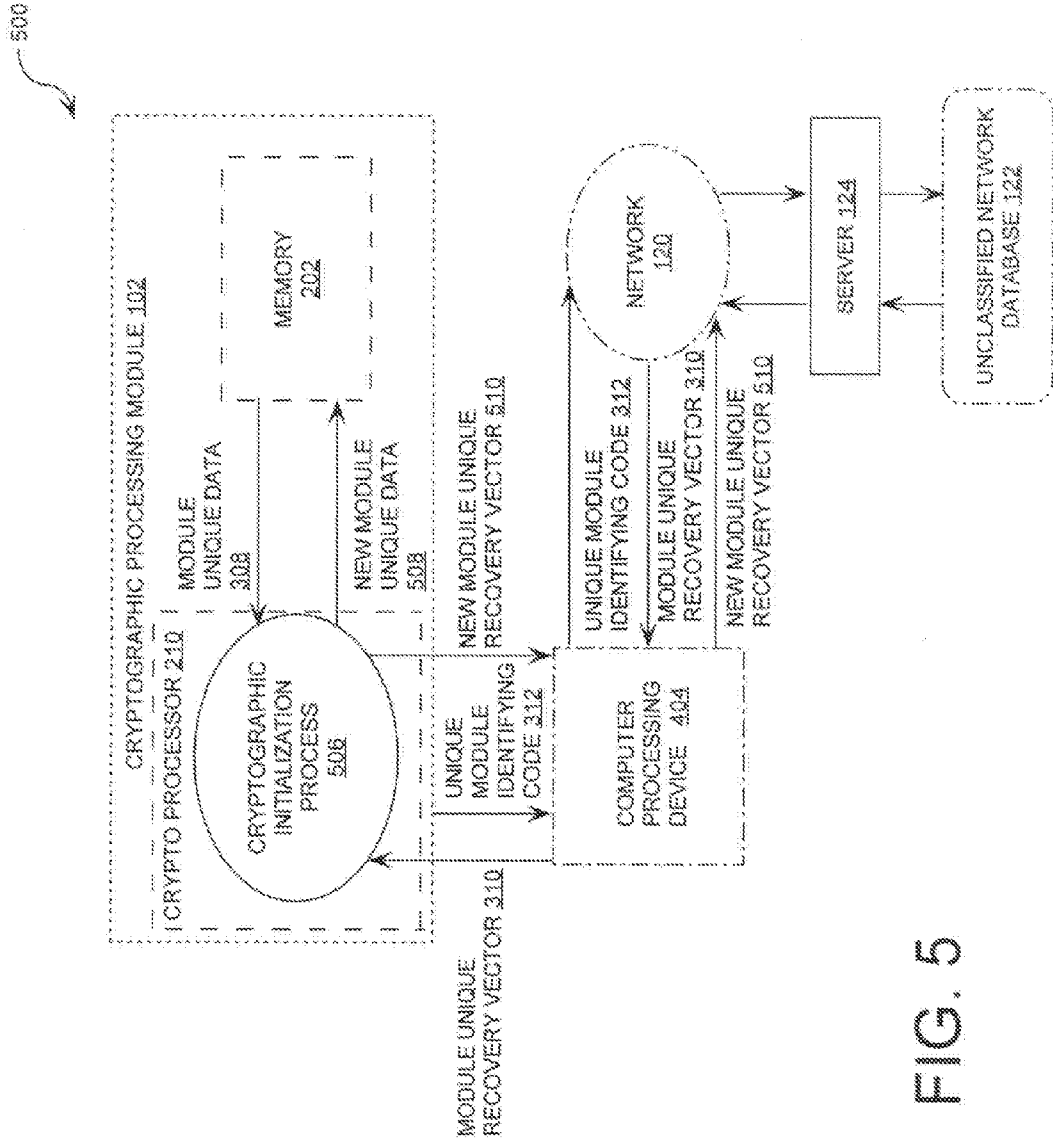 500
CRYPTOGRAPHIC PROCESSING MODULE 102
CRYPTO PROCESSOR 210
CRYPTOGRAPHIC
INITIALIZATION
PROCESS
506
MODULE
UNIQUE DATA
308
NEW MODULE
UNIQUE DATA
508
MEMORY
202
MODULE UNIQUE
RECOVERY VECTOR 310
UNIQUE
MODULE
IDENTIFYING
CODE 312
NEW MODULE UNIQUE
RECOVERY VECTOR 510
COMPUTER
PROCESSING
DEVICE 404
UNIQUE MODULE
IDENTIFYING CODE 312
MODULE UNIQUE
RECOVERY VECTOR 310
NEW MODULE UNIQUE
RECOVERY VECTOR 510
NETWORK
120
SERVER 124
UNCLASSIFIED NETWORK
DATABASE 122
FIG. 5